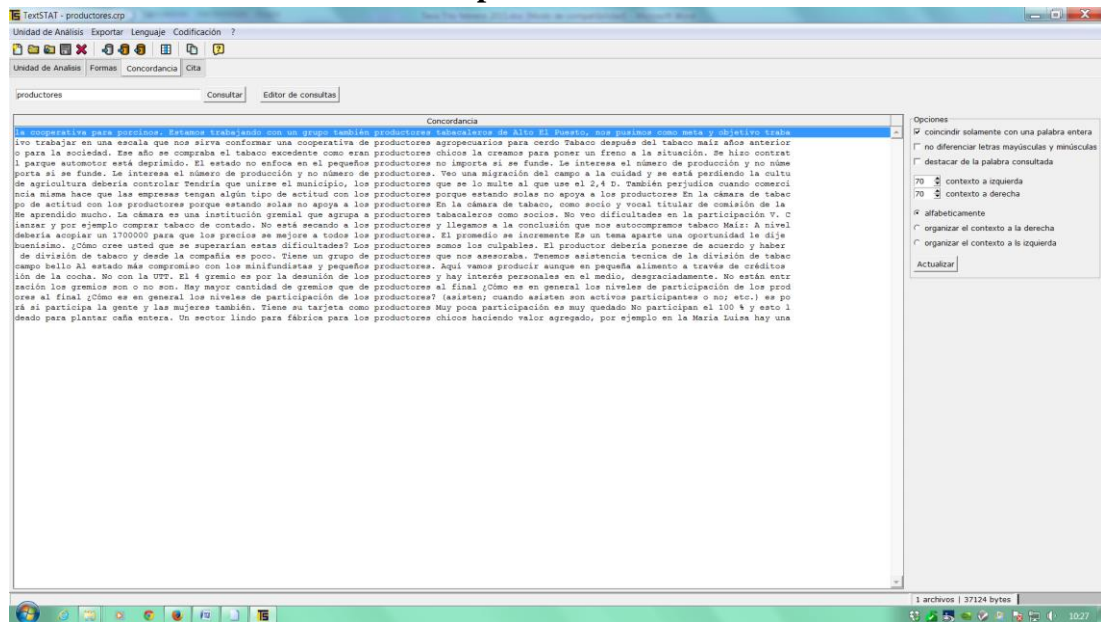 TextSTAT - productores.crp
Unidad de Análisis Exportar Lenguaje Codificación ?
Unidad de Analisis Formas Concordancia Cita
productores Consultar Editor de consultas
Concordancia
la cooperativa para porcinos. Estamos trabajando con un grupo también productores tabacaleros de Alto El Puesto, nos pusimos como meta y objetivo traba
ivo trabajar en una escala que nos sirva conformar una cooperativa de productores agropecuarios para cerdo Tabaco después del tabaco maíz años anterior
o para la sociedad. Ese año se compraba el tabaco excedente como eran productores chicos la creamos para poner un freno a la situación. Se hizo contrat
l parque automotor está deprimido. El estado no enfoca en el pequeños productores no importa si se funde. Le interesa el número de producción y no núme
porta si se funde. Le interesa el número de producción y no número de productores. Veo una migración del campo a la cuidad y se está perdiendo la cultu
de agricultura debería controlar Tendría que unirse el municipio, los productores que se lo multe al que use el 2,4 D. También perjudica cuando comerci
ncia misma hace que las empresas tengan algún tipo de actitud con los productores porque estando solas no apoya a los productores En la cámara de tabac
po de actitud con los productores porque estando solas no apoya a los productores En la cámara de tabaco, como socio y vocal titular de comisión de la
He aprendido mucho. La cámara es una institución gremial que agrupa a productores tabacaleros como socios. No veo dificultades en la participación V. C
ianzar y por ejemplo comprar tabaco de contado. No está secando a los productores y llegamos a la conclusión que nos autocompramos tabaco Maíz: A nivel
debería acopiar un 1700000 para que los precios se mejore a todos los productores. El promedio se incremente Es un tema aparte una oportunidad le dije
buenísimo. ¿Cómo cree usted que se superarían estas dificultades? Los productores somos los culpables. El productor debería ponerse de acuerdo y haber
de división de tabaco y desde la compañía es poco. Tiene un grupo de productores que nos asesoraba. Tenemos asistencia tecnica de la división de tabac
campo bello Al estado más compromiso con los minifundistas y pequeños productores. Aquí vamos producir aunque en pequeña alimento a través de créditos
ión de la cocha. No con la UTT. El 4 gremio es por la desunión de los productores y hay interés personales en el medio, desgraciadamente. No están entr
zación los gremios son o no son. Hay mayor cantidad de gremios que de productores al final ¿Cómo es en general los niveles de participación de los prod
ores al final ¿Cómo es en general los niveles de participación de los productores? (asisten; cuando asisten son activos participantes o no; etc.) es po
rá si participa la gente y las mujeres también. Tiene su tarjeta como productores Muy poca participación es muy quedado No participan el 100 % y esto l
deado para plantar caña entera. Un sector lindo para fábrica para los productores chicos haciendo valor agregado, por ejemplo en la María Luisa hay una
Opciones
coincidir solamente con una palabra entera
no diferenciar letras mayúsculas y minúsculas
destacar de la palabra consultada
70 contexto a izquierda
70 contexto a derecha
alfabeticamente
organizar el contexto a la derecha
organizar el contexto a ls izquierda
Actualizar
1 archivos | 37124 bytes
10:27